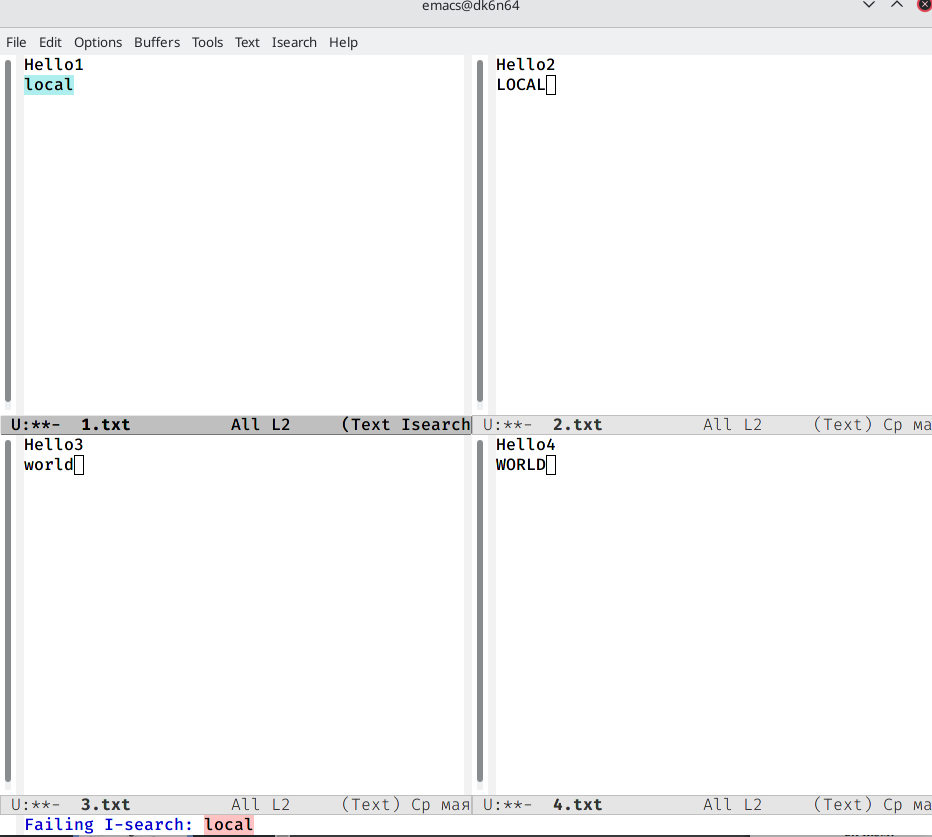 emacs@dk6n64
File Edit Options Buffers Tools Text Isearch Help
Hello1
local
Hello2
LOCAL
U:**- 1.txt All L2 (Text Isearch
U:**- 2.txt All L2 (Text) Ср ма
Hello3
world
Hello4
WORLD
U:**- 3.txt All L2 (Text) Ср мая
U:**- 4.txt All L2 (Text) Ср ма
Failing I-search: local